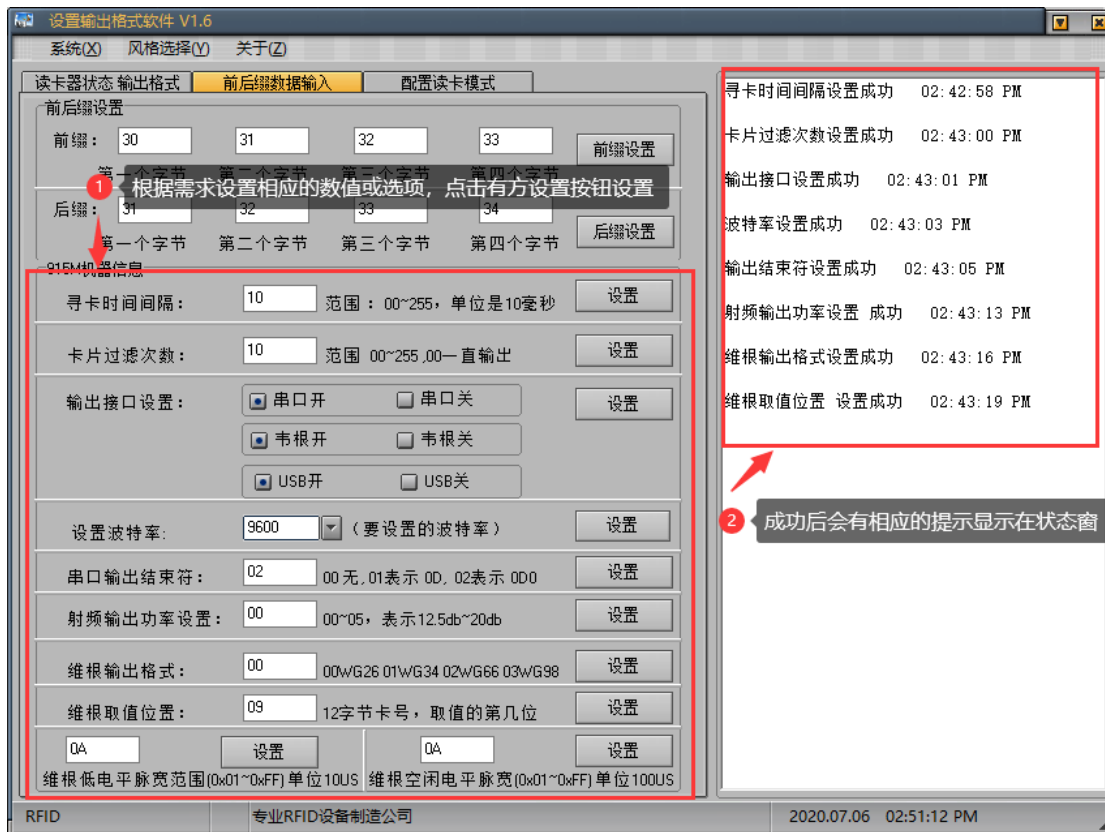 设置输出格式软件 V1.6
系统(X) 风格选择(Y) 关于(Z)
读卡器状态 输出格式 前后缀数据输入 配置读卡模式
前后缀设置
前缀： 30 31 32 33 前缀设置
第一个字节 第二个字节 第三个字节 第四个字节
1 根据需求设置相应的数值或选项，点击有方设置按钮设置
后缀： 31 32 33 34 后缀设置
第一个字节 第二个字节 第三个字节 第四个字节
915M机器信息
寻卡时间间隔： 10 范围 ： 00~255，单位是10毫秒 设置
卡片过滤次数： 10 范围 00~255 ,00一直输出 设置
输出接口设置： 串口开 串口关 设置
韦根开 韦根关
USB开 USB关
设置波特率: 9600 （要设置的波特率） 设置
串口输出结束符： 02 00 无, 01表示 0D, 02表示 0D0 设置
射频输出功率设置： 00 00~05，表示12.5db~20db 设置
维根输出格式： 00 00WG26 01WG34 02WG66 03WG98 设置
维根取值位置： 09 12字节卡号，取值的第几位 设置
0A 设置 0A 设置
维根低电平脉宽范围(0x01~0xFF) 单位10US 维根空闲电平脉宽(0x01~0xFF) 单位100US
寻卡时间间隔设置成功 02:42:58 PM
卡片过滤次数设置成功 02:43:00 PM
输出接口设置成功 02:43:01 PM
波特率设置成功 02:43:03 PM
输出结束符设置成功 02:43:05 PM
射频输出功率设置 成功 02:43:13 PM
维根输出格式设置成功 02:43:16 PM
维根取值位置 设置成功 02:43:19 PM
2 成功后会有相应的提示显示在状态窗
RFID 专业RFID设备制造公司 2020.07.06 02:51:12 PM